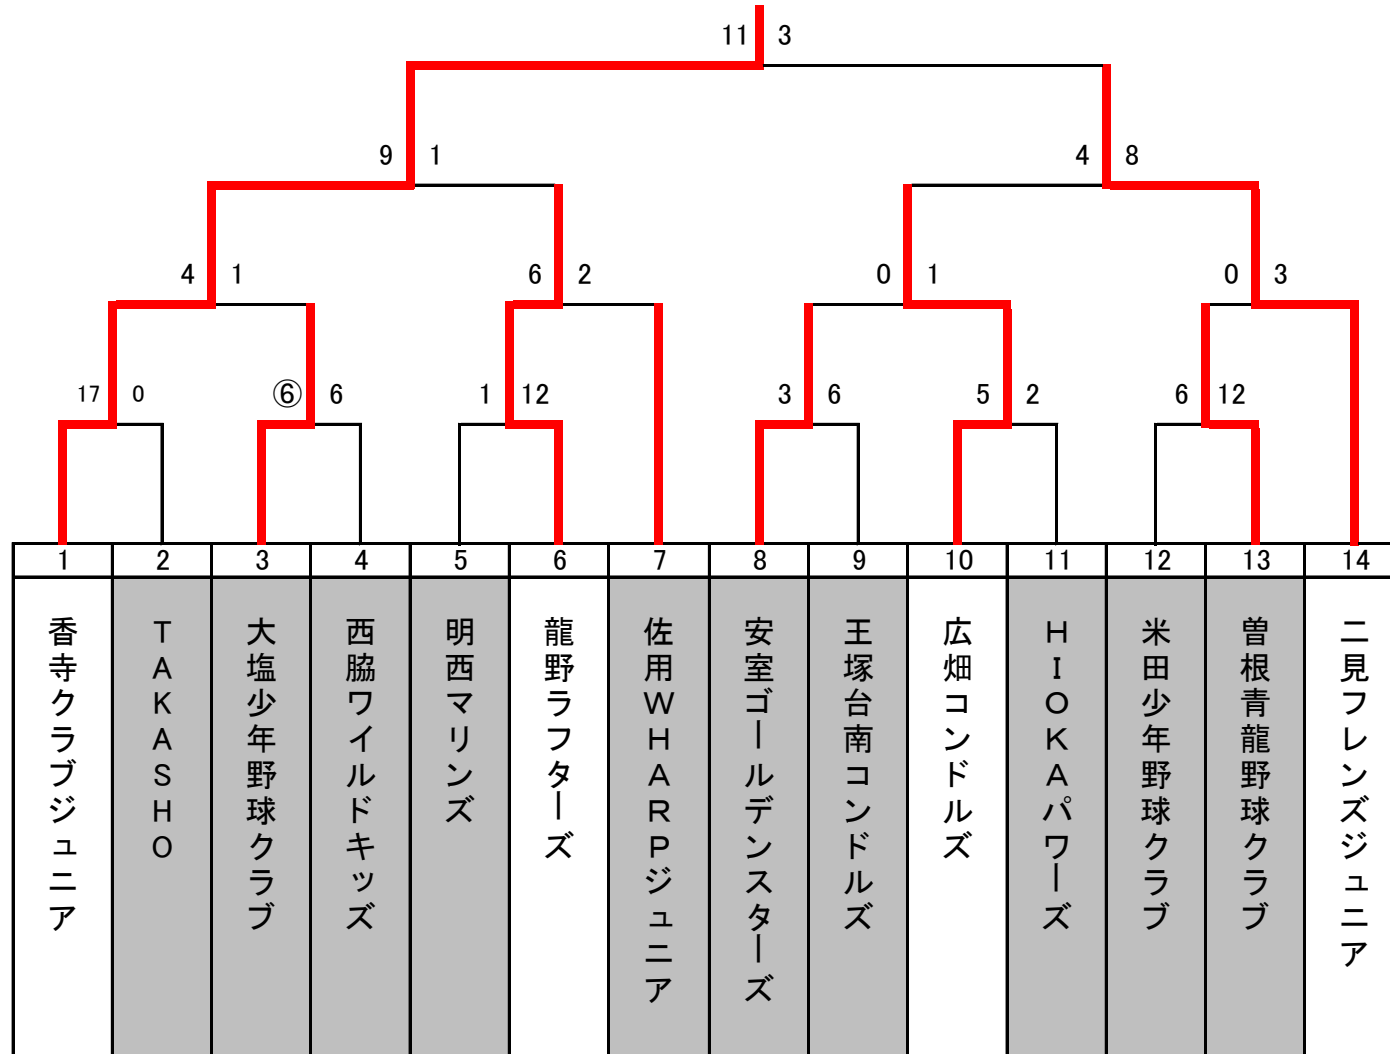 11 3
9 1
4 8
4 1
6 2
0 1
0 3
17 0
⑥ 6
1 12
3 6
5 2
6 12
1 2 3 4 5 6 7 8 9 10 11 12 13 14
香寺クラブジュニア
TAKASHO
大塩少年野球クラブ
西脇ワイルドキッズ
明西マリンズ
龍野ラフターズ
佐用WHARPジュニア
安室ゴールデンスターズ
王塚台南コンドルズ
広畑コンドルズ
HIOKAパワーズ
米田少年野球クラブ
曽根青龍野球クラブ
二見フレンズジュニア